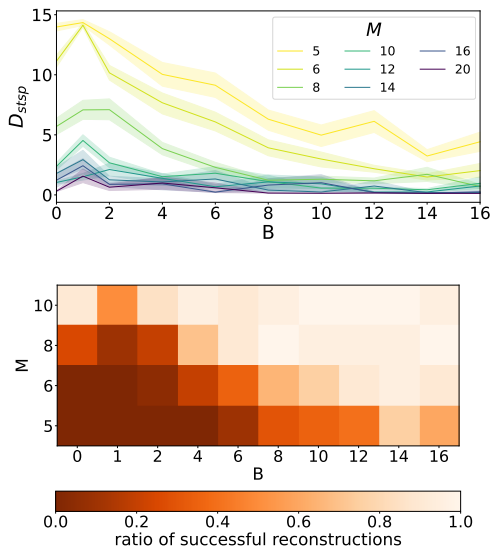 15
10
5
0
D_stsp
M
5 10 16
6 12 20
8 14
0 2 4 6 8 10 12 14 16
B
10
8
6
5
M
0 1 2 4 6 8 10 12 14 16
B
0.0 0.2 0.4 0.6 0.8 1.0
ratio of successful reconstructions